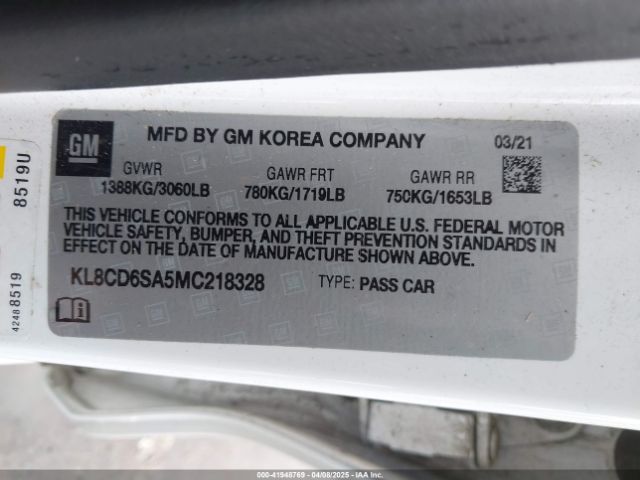 GM
MFD BY GM KOREA COMPANY
03/21
GVWR
GAWR FRT
GAWR RR
1388KG/3060LB
780KG/1719LB
750KG/1653LB
THIS VEHICLE CONFORMS TO ALL APPLICABLE U.S. FEDERAL MOTOR
VEHICLE SAFETY, BUMPER, AND THEFT PREVENTION STANDARDS IN
EFFECT ON THE DATE OF MANUFACTURE SHOWN ABOVE.
KL8CD6SA5MC218328
TYPE: PASS CAR
8519U
42488519
000-41948769 | 04/08/2025 | IAAI.COM